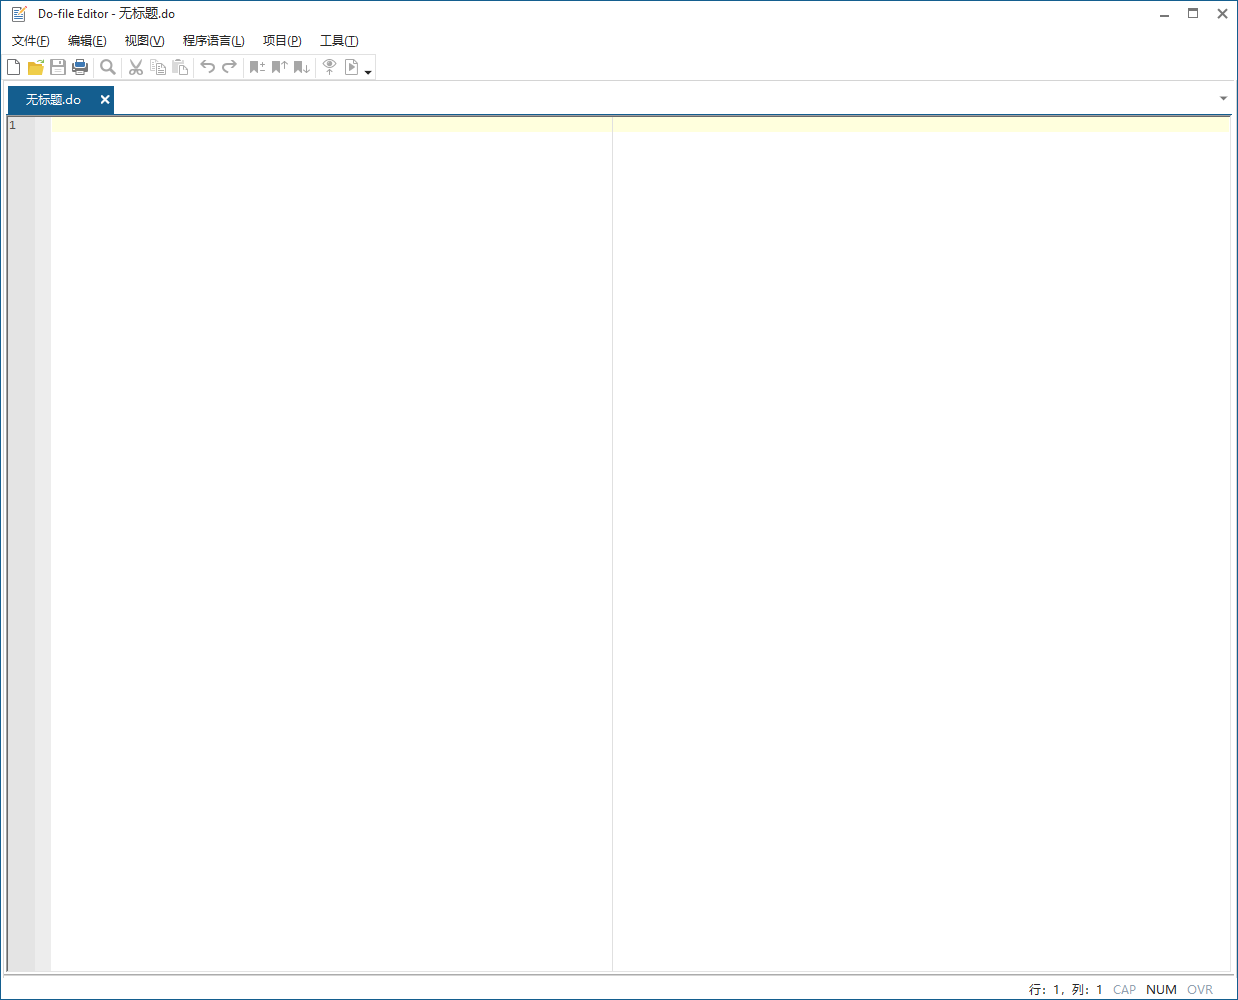 Do-file Editor - 无标题.do
文件(F) 编辑(E) 视图(V) 程序语言(L) 项目(P) 工具(T)
无标题.do
1
行: 1, 列: 1 CAP NUM OVR